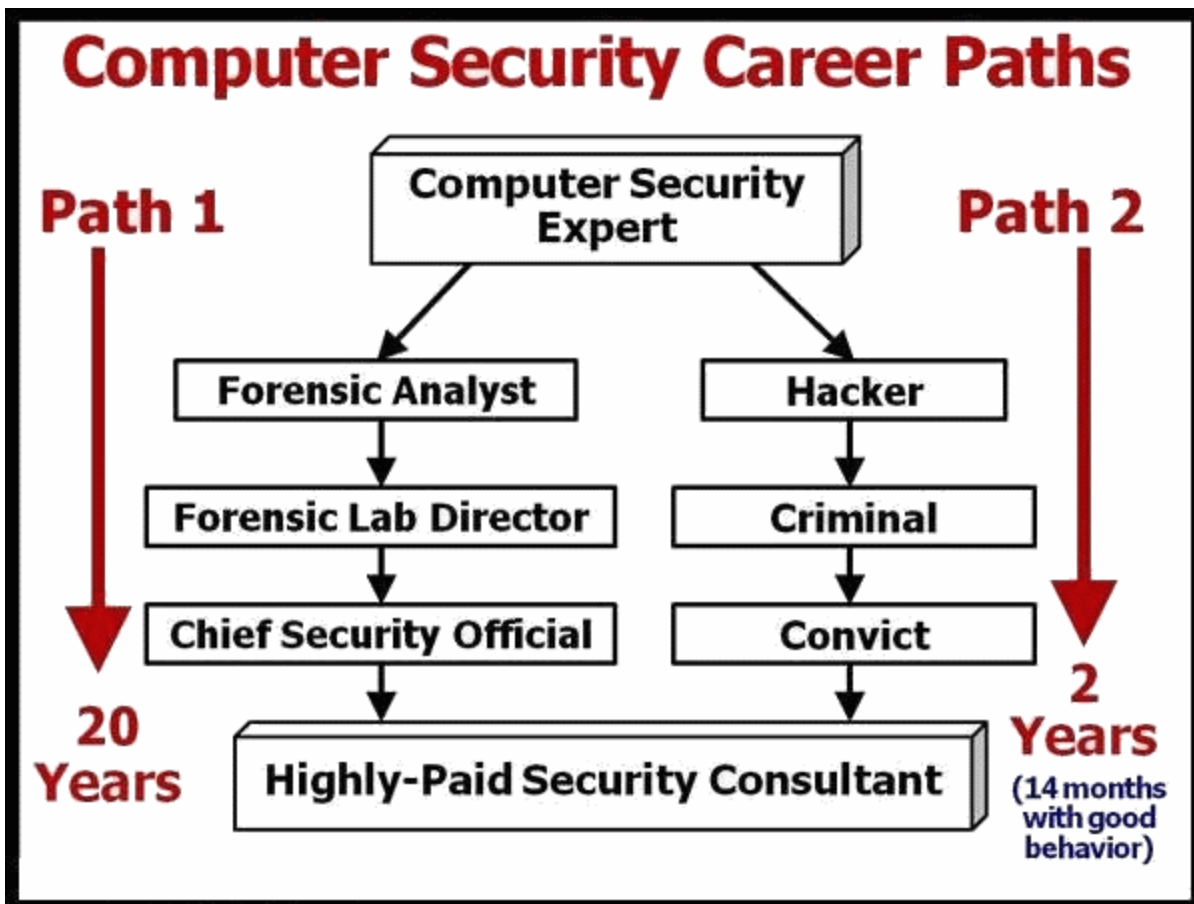 Computer Security Career Paths
Path 1
Computer Security
Expert
Path 2
Forensic Analyst
Hacker
Forensic Lab Director
Criminal
Chief Security Official
Convict
20
Years
2
Years
(14 months
with good
behavior)
Highly-Paid Security Consultant